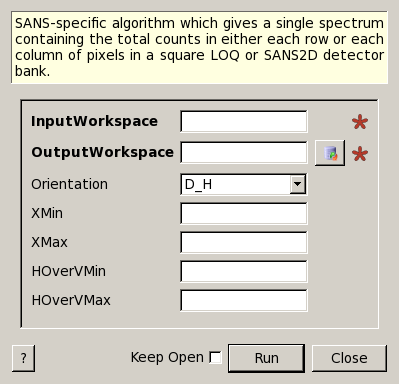 SANS-specific algorithm which gives a single spectrum
containing the total counts in either each row or each
column of pixels in a square LOQ or SANS2D detector
bank.
InputWorkspace *
OutputWorkspace *
Orientation D_H
XMin
XMax
HOverVMin
HOverVMax
? Keep Open Run Close